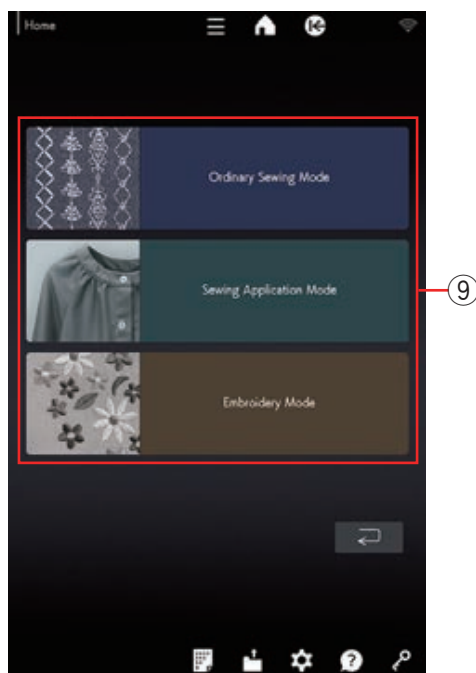 Home
Ordinary Sewing Mode
Sewing Application Mode
⑨
Embroidery Mode